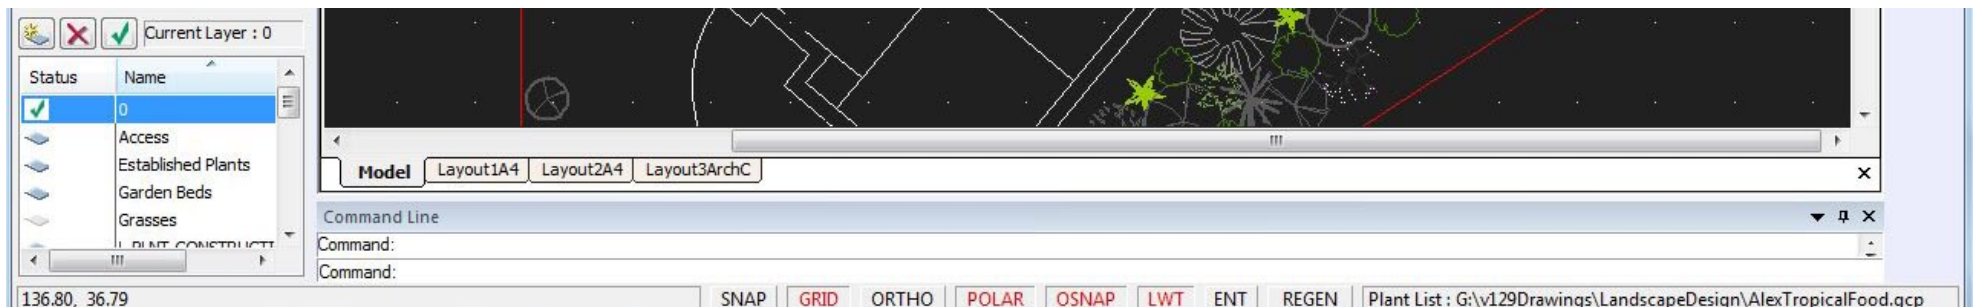 Current Layer : 0
Status Name
0
Access
Established Plants
Garden Beds
Grasses
L-PLNT-CONSTRUCTI
Model Layout1A4 Layout2A4 Layout3ArchC
Command Line
Command:
Command:
136.80, 36.79 SNAP GRID ORTHO POLAR OSNAP LWT ENT REGEN Plant List : G:\v129Drawings\LandscapeDesign\AlexTropicalFood.gcp